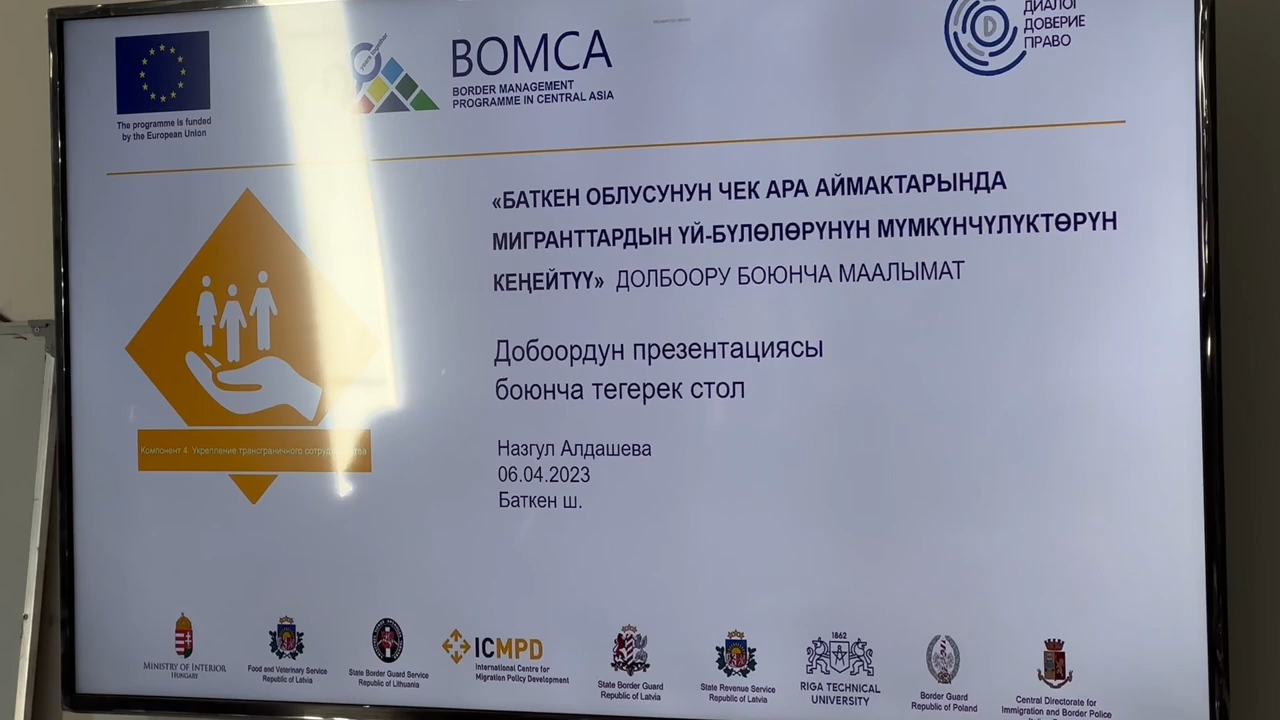 The programme is funded
by the European Union
BOMCA
BORDER MANAGEMENT
PROGRAMME IN CENTRAL ASIA
D
ДИАЛОГ
ДОВЕРИЕ
ПРАВО
«БАТКЕН ОБЛУСУНУН ЧЕК АРА АЙМАКТАРЫНДА
МИГРАНТТАРДЫН ҮЙ-БҮЛӨЛӨРҮНҮН МҮМКҮНЧҮЛҮКТӨРҮН
КЕҢЕЙТҮҮ» ДОЛБООРУ БОЮНЧА МААЛЫМАТ
Добоордун презентациясы
боюнча тегерек стол
Компонент 4. Укрепление трансграничного
Назгул Алдашева
06.04.2023
Баткен ш.
MINISTRY OF INTERIOR
HUNGARY
Food and Veterinary Service
Republic of Latvia
State Border Guard Service
Republic of Lithuania
ICMPD
International Centre for
Migration Policy Development
State Border Guard
Republic of Latvia
State Revenue Service
Republic of Latvia
1862
RIGA TECHNICAL
UNIVERSITY
Border Guard
Republic of Poland
Central Directorate for
Immigration and Border Police